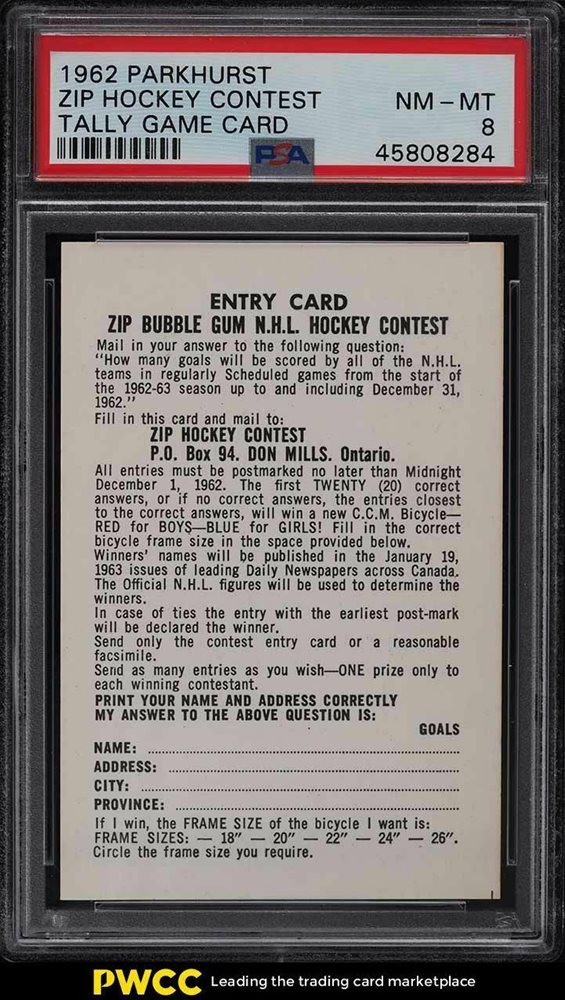 1962 PARKHURST
ZIP HOCKEY CONTEST NM - MT
TALLY GAME CARD 8
PSA 45808284
ENTRY CARD
ZIP BUBBLE GUM N.H.L. HOCKEY CONTEST
Mail in your answer to the following question:
"How many goals will be scored by all of the N.H.L.
teams in regularly Scheduled games from the start of
the 1962-63 season up to and including December 31,
1962."
Fill in this card and mail to:
ZIP HOCKEY CONTEST
P.O. Box 94. DON MILLS. Ontario.
All entries must be postmarked no later than Midnight
December 1, 1962. The first TWENTY (20) correct
answers, or if no correct answers, the entries closest
to the correct answers, will win a new C.C.M. Bicycle—
RED for BOYS—BLUE for GIRLS! Fill in the correct
bicycle frame size in the space provided below.
Winners' names will be published in the January 19,
1963 issues of leading Daily Newspapers across Canada.
The Official N.H.L. figures will be used to determine the
winners.
In case of ties the entry with the earliest post-mark
will be declared the winner.
Send only the contest entry card or a reasonable
facsimile.
Send as many entries as you wish—ONE prize only to
each winning contestant.
PRINT YOUR NAME AND ADDRESS CORRECTLY
MY ANSWER TO THE ABOVE QUESTION IS:
GOALS
NAME: ........................................
ADDRESS: ........................................
CITY: ........................................
PROVINCE: ........................................
If I win, the FRAME SIZE of the bicycle I want is:
FRAME SIZES: — 18" — 20" — 22" — 24" — 26".
Circle the frame size you require.
PWCC Leading the trading card marketplace